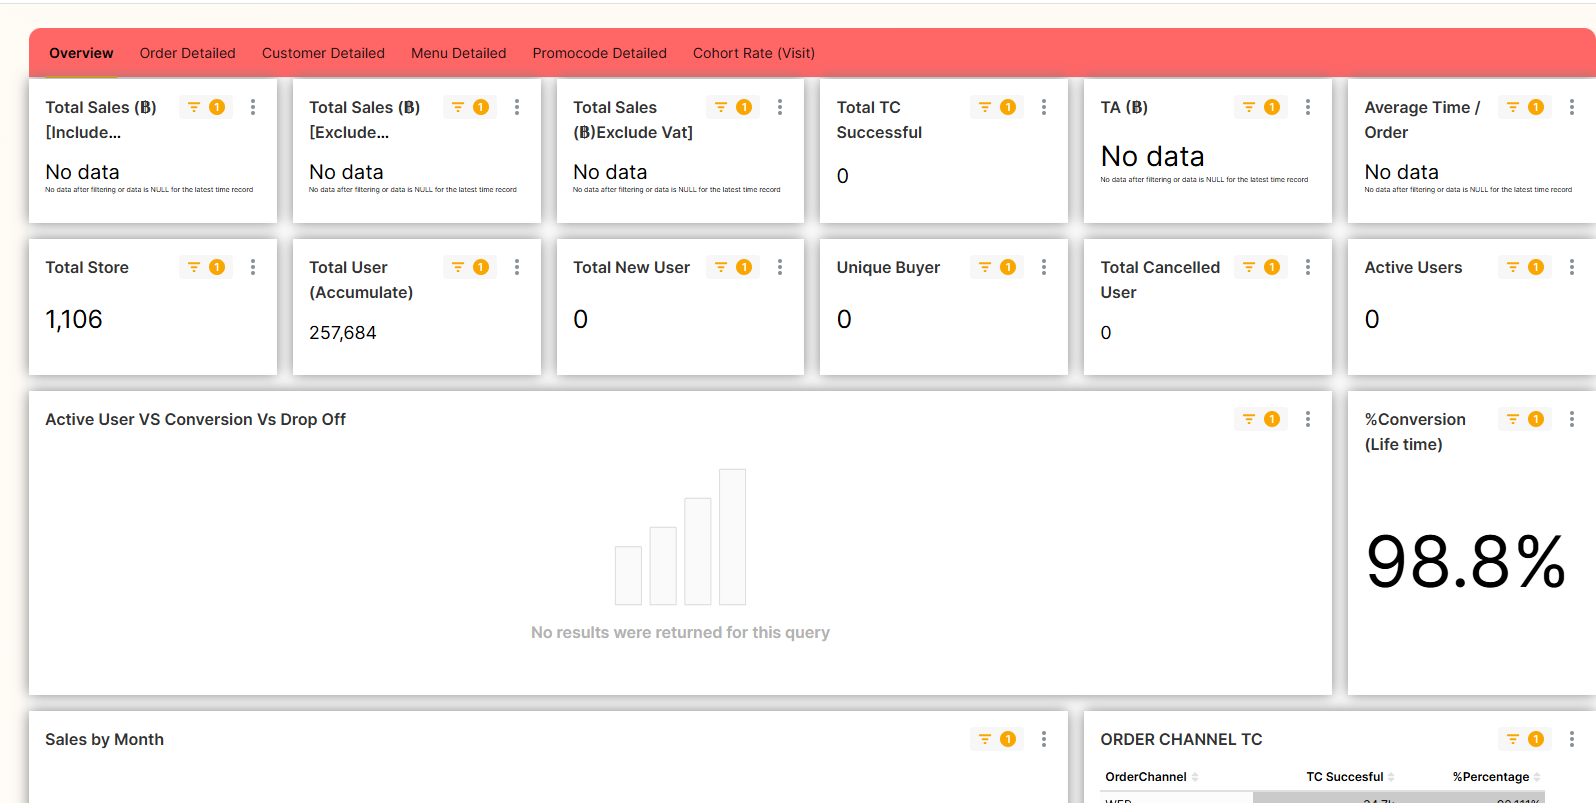 Overview Order Detailed Customer Detailed Menu Detailed Promocode Detailed Cohort Rate (Visit)
Total Sales (฿) [Include...
1
No data
No data after filtering or data is NULL for the latest time record
Total Sales (฿) [Exclude...
1
No data
No data after filtering or data is NULL for the latest time record
Total Sales (฿)Exclude Vat]
1
No data
No data after filtering or data is NULL for the latest time record
Total TC Successful
1
0
TA (฿)
1
No data
No data after filtering or data is NULL for the latest time record
Average Time / Order
1
No data
No data after filtering or data is NULL for the latest time record
Total Store
1
1,106
Total User (Accumulate)
1
257,684
Total New User
1
0
Unique Buyer
1
0
Total Cancelled User
1
0
Active Users
1
0
Active User VS Conversion Vs Drop Off
1
No results were returned for this query
%Conversion (Life time)
1
98.8%
Sales by Month
1
ORDER CHANNEL TC
1
OrderChannel TC Succesful %Percentage